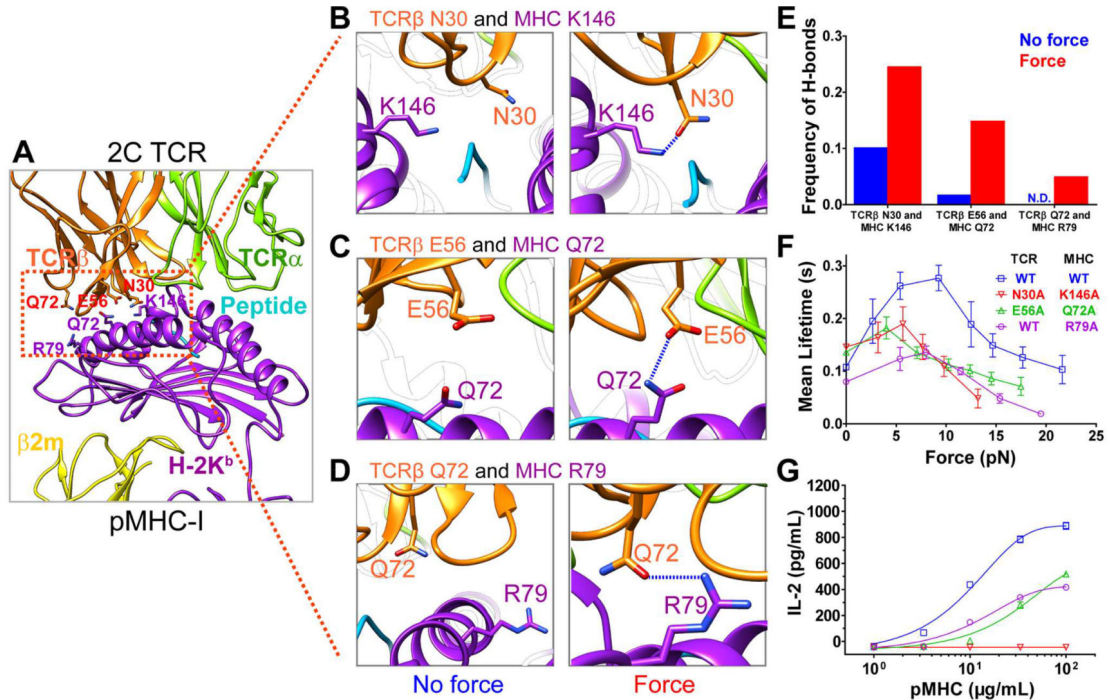 A
2C TCR
TCRβ
TCRα
N30
Q72
E56
K146
Peptide
Q72
R79
β2m
H-2Kᵇ
pMHC-I
B
TCRβ N30 and MHC K146
K146
N30
K146
N30
C
TCRβ E56 and MHC Q72
E56
Q72
E56
Q72
D
TCRβ Q72 and MHC R79
Q72
R79
Q72
R79
No force
Force
E
Frequency of H-bonds
0.3
0.2
0.1
0.0
No force
Force
N.D.
TCRβ N30 and
MHC K146
TCRβ E56 and
MHC Q72
TCRβ Q72 and
MHC R79
F
Mean Lifetime (s)
0.3
0.2
0.1
0.0
TCR MHC
WT WT
N30A K146A
E56A Q72A
WT R79A
0 5 10 15 20 25
Force (pN)
G
IL-2 (pg/mL)
1200
1000
800
600
400
200
0
10⁰ 10¹ 10²
pMHC (µg/mL)